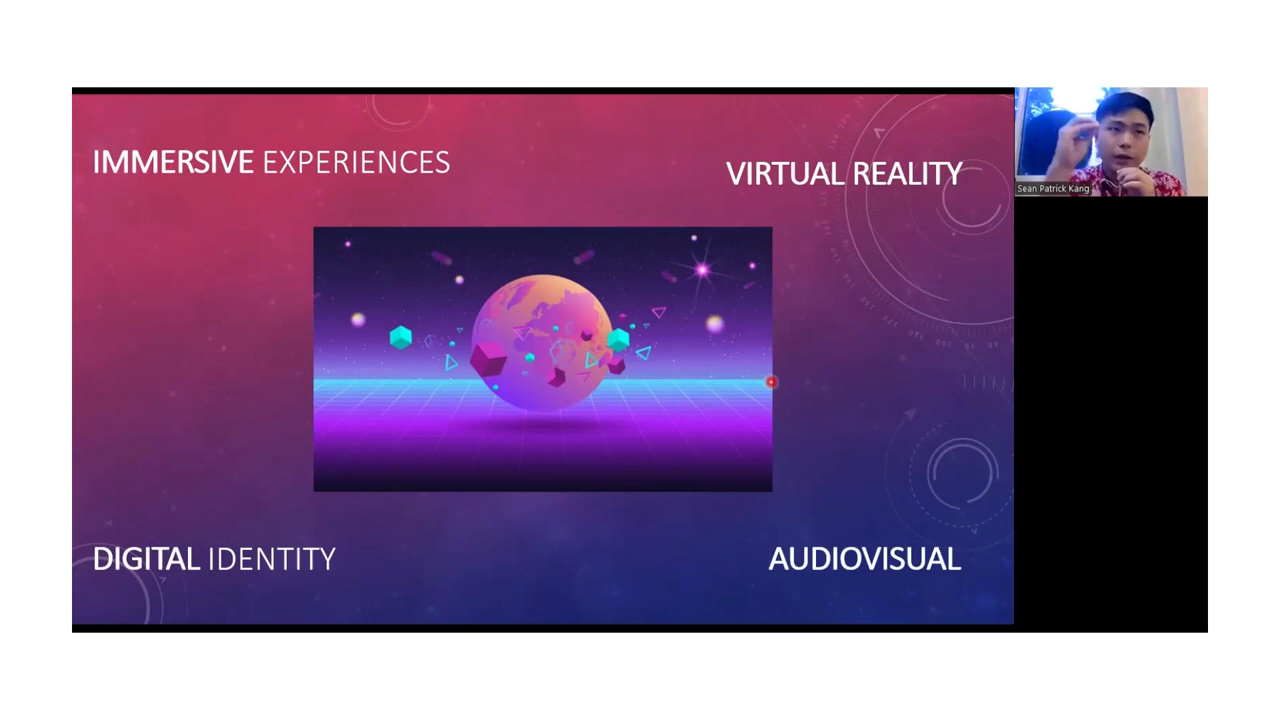 IMMERSIVE EXPERIENCES
VIRTUAL REALITY
Sean Patrick Kang
DIGITAL IDENTITY
AUDIOVISUAL